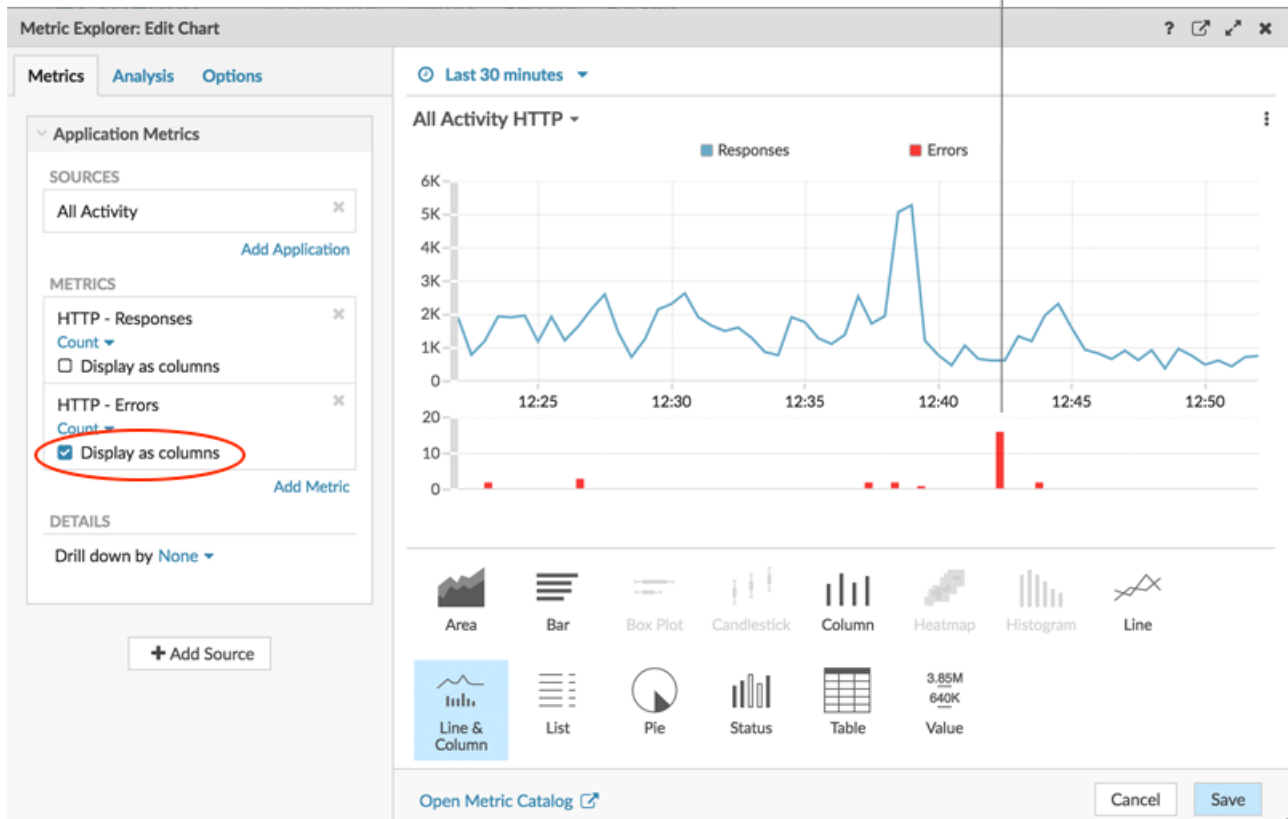 Metric Explorer: Edit Chart
?
Metrics Analysis Options
Last 30 minutes
Application Metrics
SOURCES
All Activity
Add Application
METRICS
HTTP - Responses
Count
Display as columns
HTTP - Errors
Count
Display as columns
Add Metric
DETAILS
Drill down by None
+ Add Source
All Activity HTTP
Responses Errors
6K
5K
4K
3K
2K
1K
0
12:25 12:30 12:35 12:40 12:45 12:50
20
10
0
Area Bar Box Plot Candlestick Column Heatmap Histogram Line
3.85M
640K
Line & Column List Pie Status Table Value
Open Metric Catalog
Cancel Save